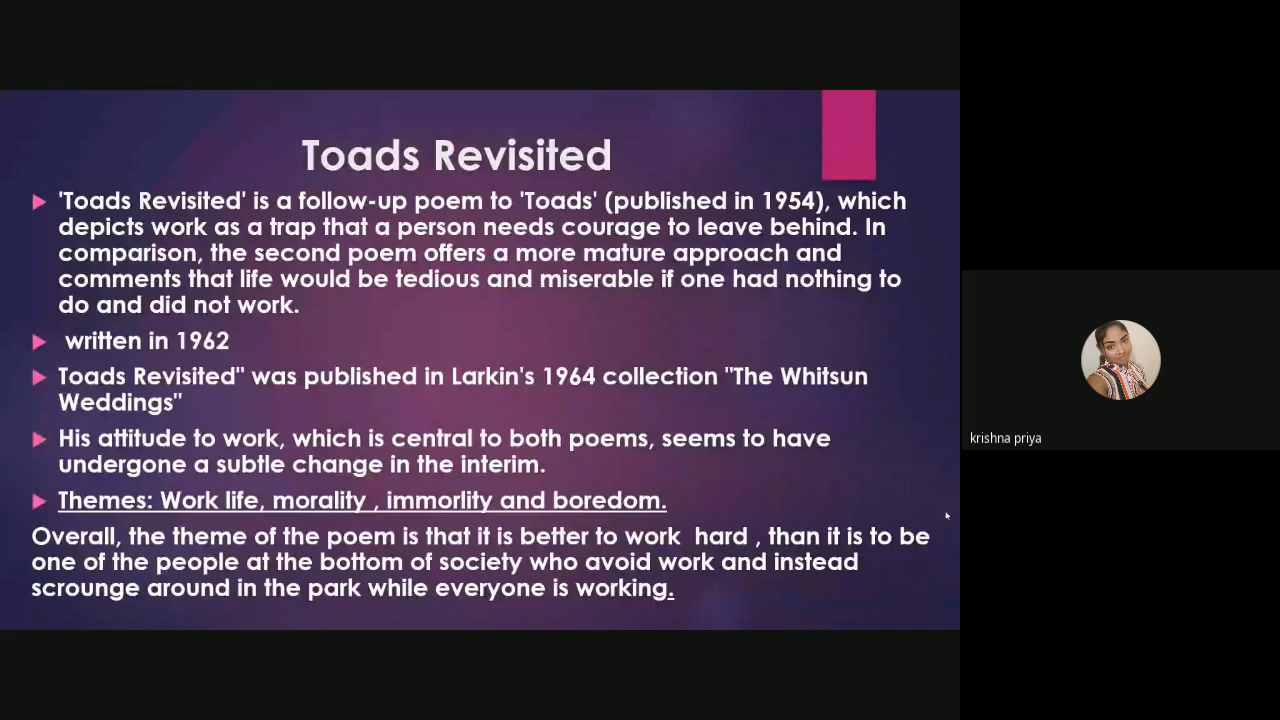 Toads Revisited
'Toads Revisited' is a follow-up poem to 'Toads' (published in 1954), which
depicts work as a trap that a person needs courage to leave behind. In
comparison, the second poem offers a more mature approach and
comments that life would be tedious and miserable if one had nothing to
do and did not work.
written in 1962
Toads Revisited" was published in Larkin's 1964 collection "The Whitsun
Weddings"
His attitude to work, which is central to both poems, seems to have
undergone a subtle change in the interim.
Themes: Work life, morality , immorlity and boredom.
Overall, the theme of the poem is that it is better to work  hard , than it is to be
one of the people at the bottom of society who avoid work and instead
scrounge around in the park while everyone is working.
krishna priya